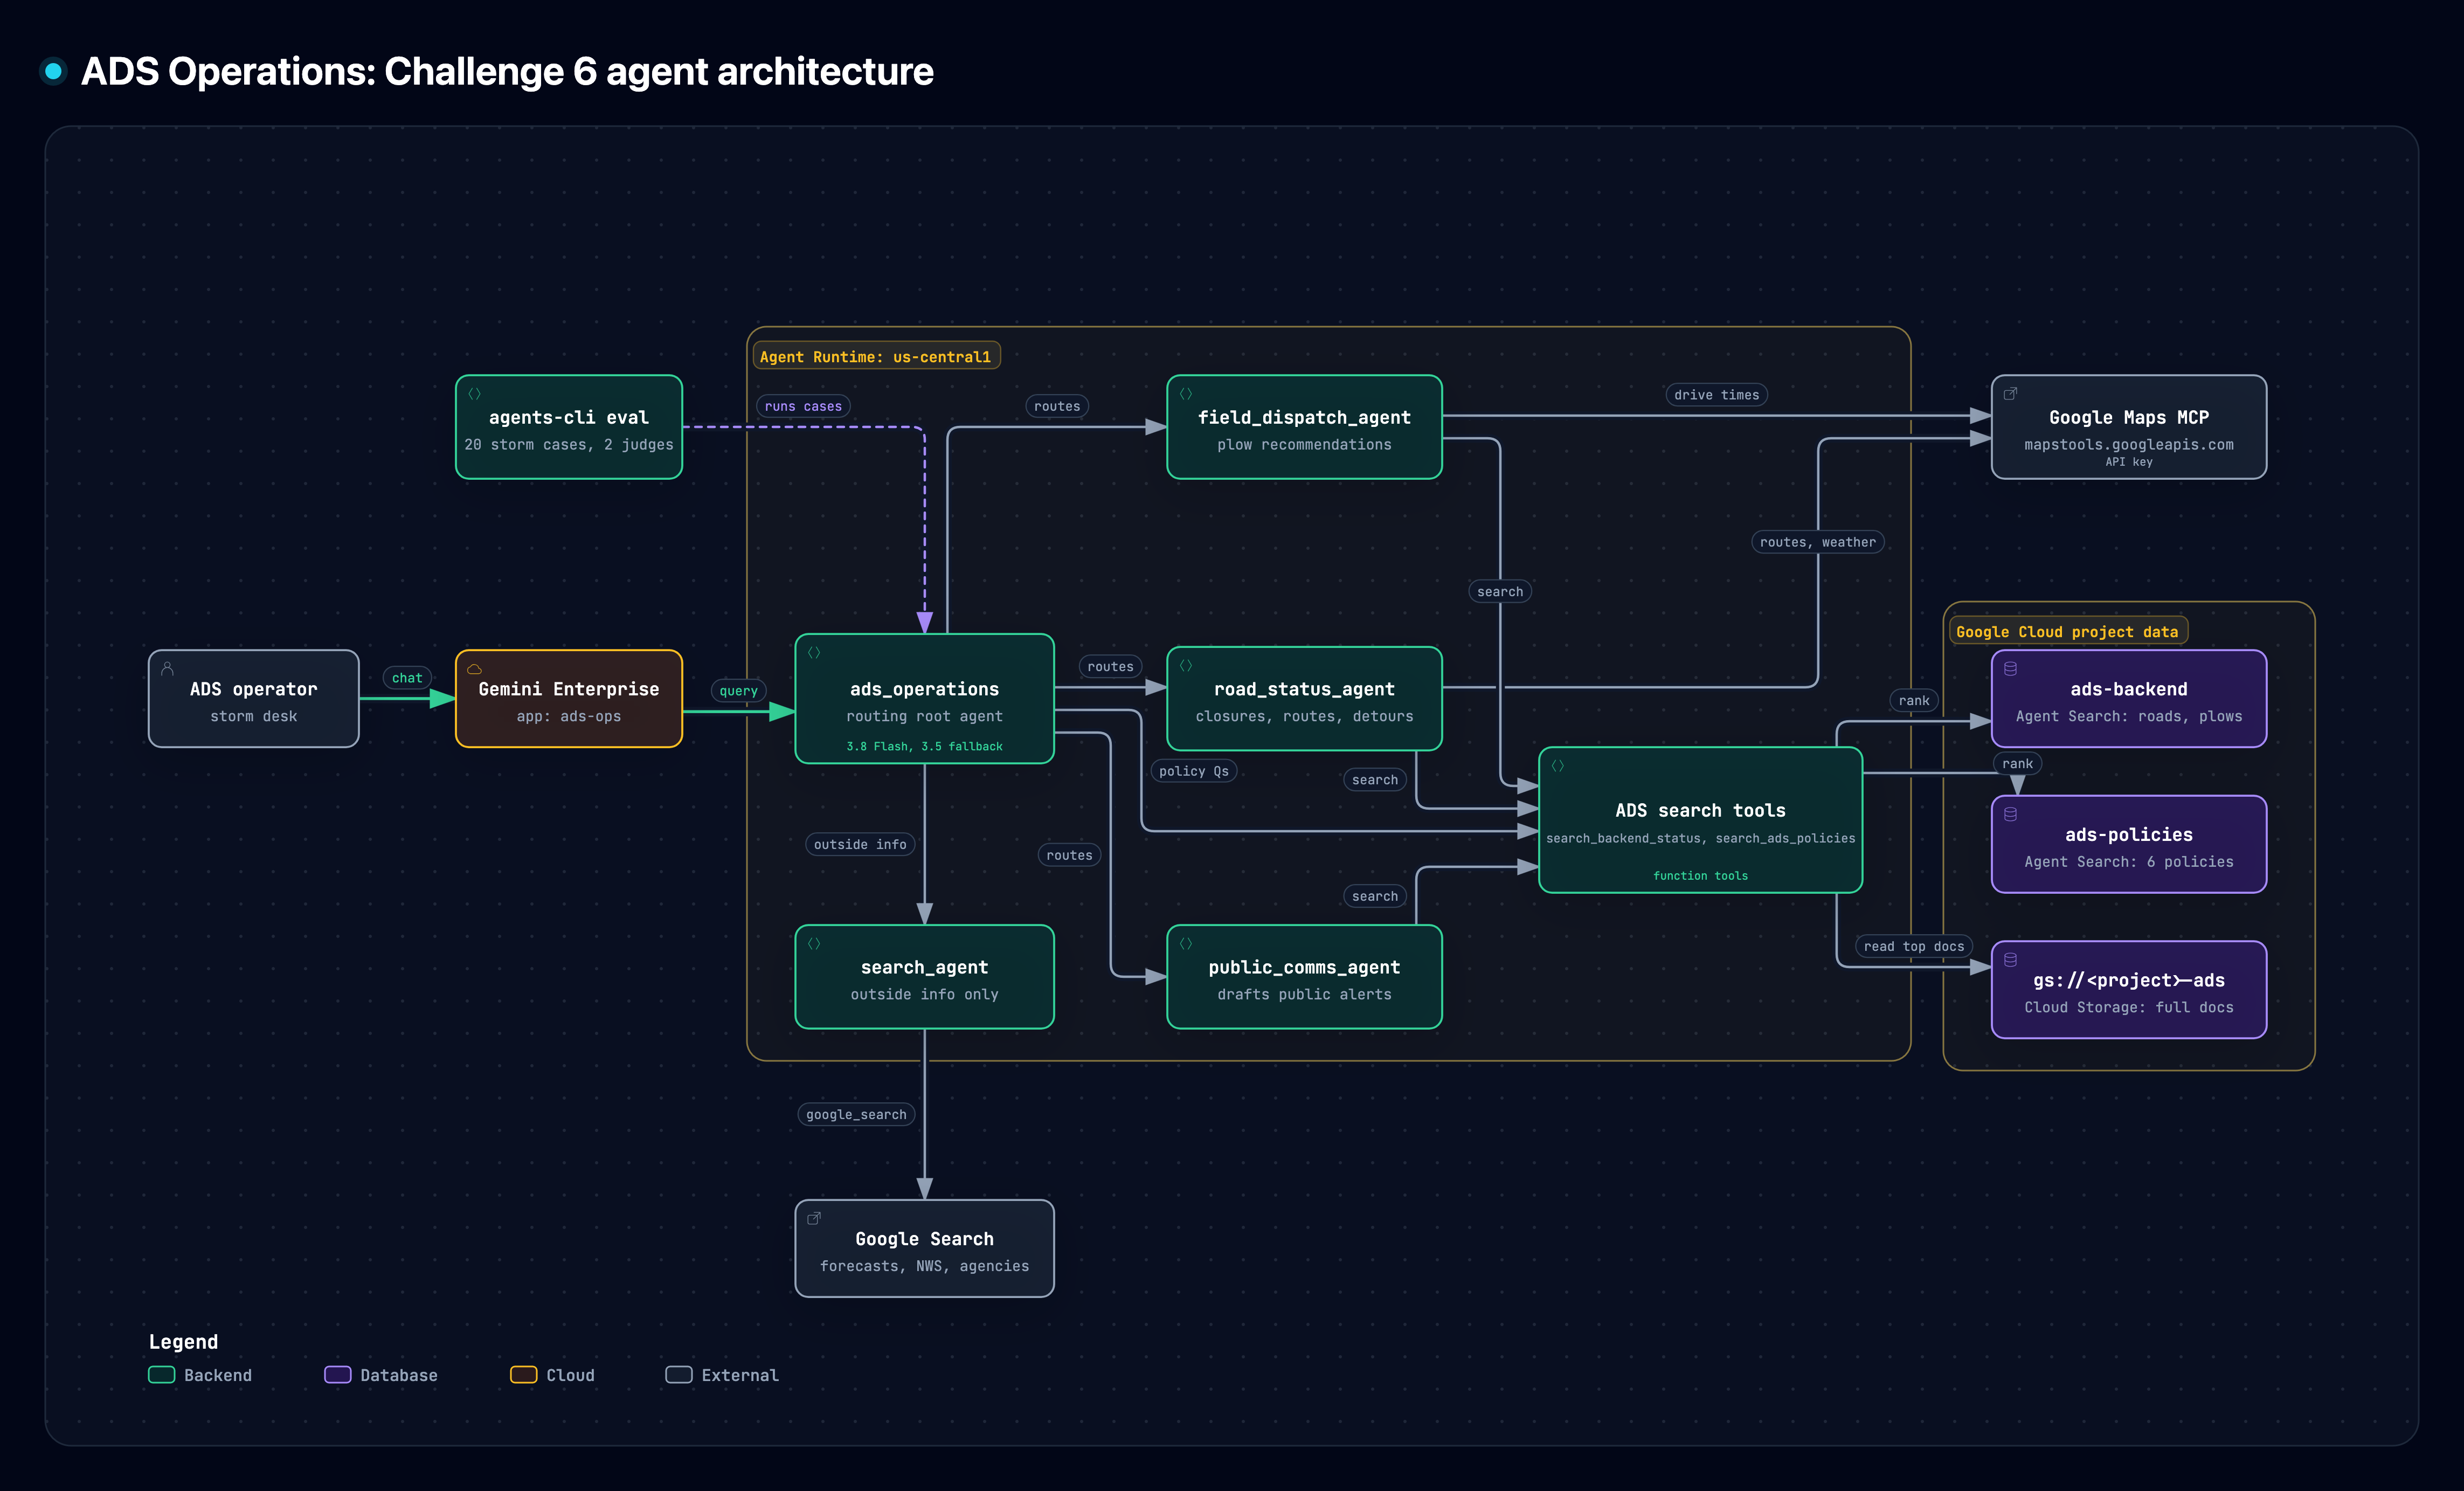 ADS Operations: Challenge 6 agent architecture
Agent Runtime: us-central1
agents-cli eval
20 storm cases, 2 judges
runs cases
routes
field_dispatch_agent
plow recommendations
drive times
Google Maps MCP
mapstools.googleapis.com
API key
routes, weather
search
Google Cloud project data
ADS operator
storm desk
chat
Gemini Enterprise
app: ads-ops
query
ads_operations
routing root agent
3.8 Flash, 3.5 fallback
routes
road_status_agent
closures, routes, detours
rank
ads-backend
Agent Search: roads, plows
policy Qs
search
rank
ADS search tools
search_backend_status, search_ads_policies
function tools
ads-policies
Agent Search: 6 policies
outside info
routes
search
read top docs
search_agent
outside info only
public_comms_agent
drafts public alerts
gs://<project>-ads
Cloud Storage: full docs
google_search
Google Search
forecasts, NWS, agencies
Legend
Backend
Database
Cloud
External